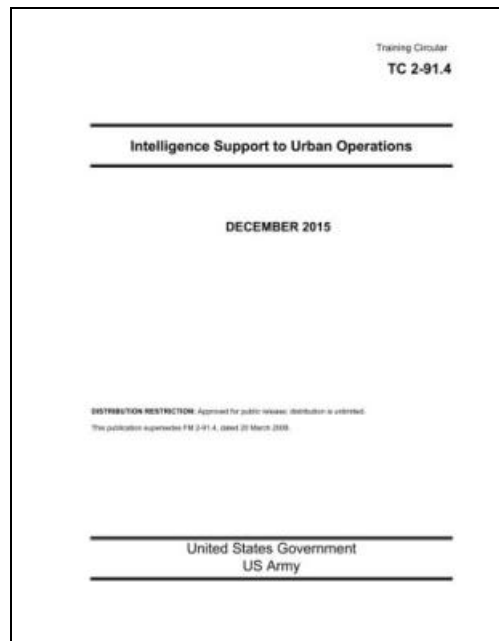 Training Circular
TC 2-91.4
Intelligence Support to Urban Operations
DECEMBER 2015
DISTRIBUTION RESTRICTION: Approved for public release; distribution is unlimited.
This publication supersedes FM 2-91.4, dated 20 March 2008.
United States Government
US Army